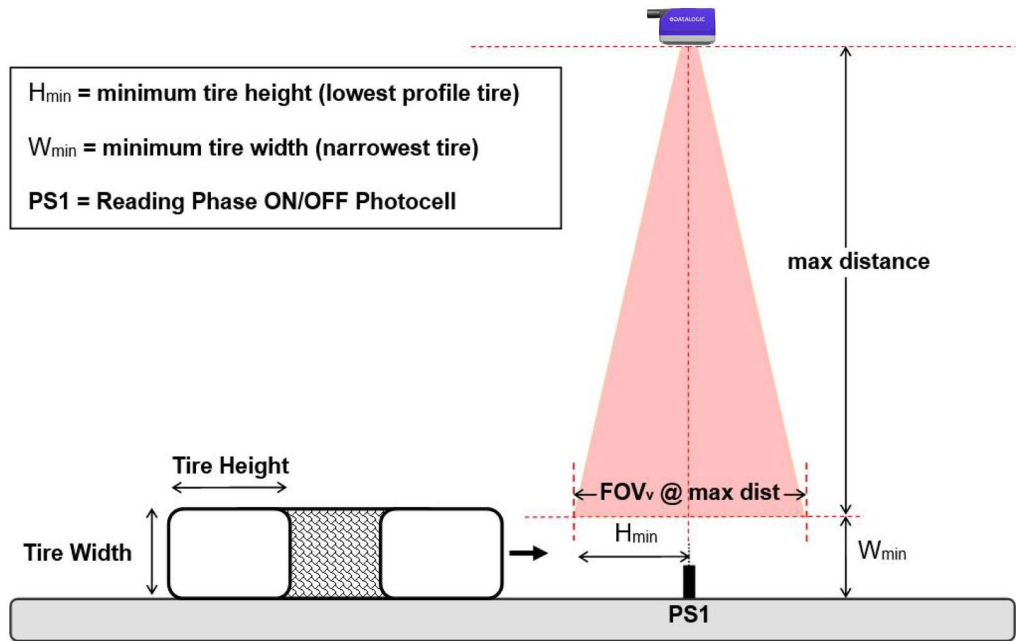 DATALOGIC
Hmin = minimum tire height (lowest profile tire)
Wmin = minimum tire width (narrowest tire)
PS1 = Reading Phase ON/OFF Photocell
max distance
Tire Height
FOVv @ max dist
Tire Width
Hmin
Wmin
PS1